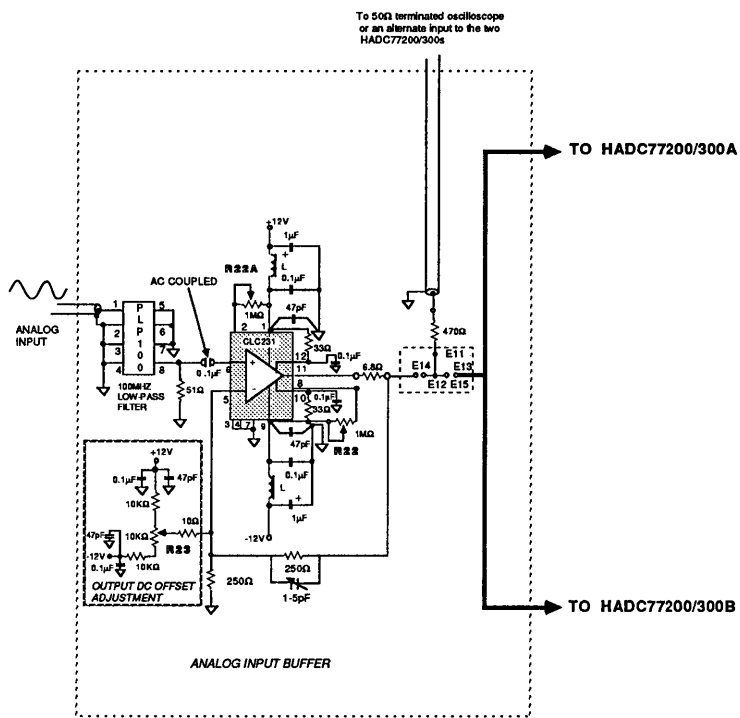 To 50Ω terminated oscilloscope
or an alternate input to the two
HADC77200/300s
TO HADC77200/300A
+12V
1µF
+
L
0.1µF
R22A
1MΩ
47pF
AC COUPLED
ANALOG
INPUT
1
2
3
4
PLP100
5
6
7
8
100MHZ
LOW-PASS
FILTER
0.1µF
51Ω
2
1
CLC231
33Ω
12
0.1µF
11
6
+
5
-
8
10
0.1µF
33Ω
3
4
7
9
47pF
6.8Ω
1MΩ
R22
470Ω
E11
E14
E13
E12
E15
0.1µF
L
+
1µF
-12V
+12V
0.1µF
47pF
10KΩ
10KΩ
R23
10Ω
47pF
-12V
0.1µF
10KΩ
OUTPUT DC OFFSET
ADJUSTMENT
250Ω
250Ω
1-5pF
TO HADC77200/300B
ANALOG INPUT BUFFER